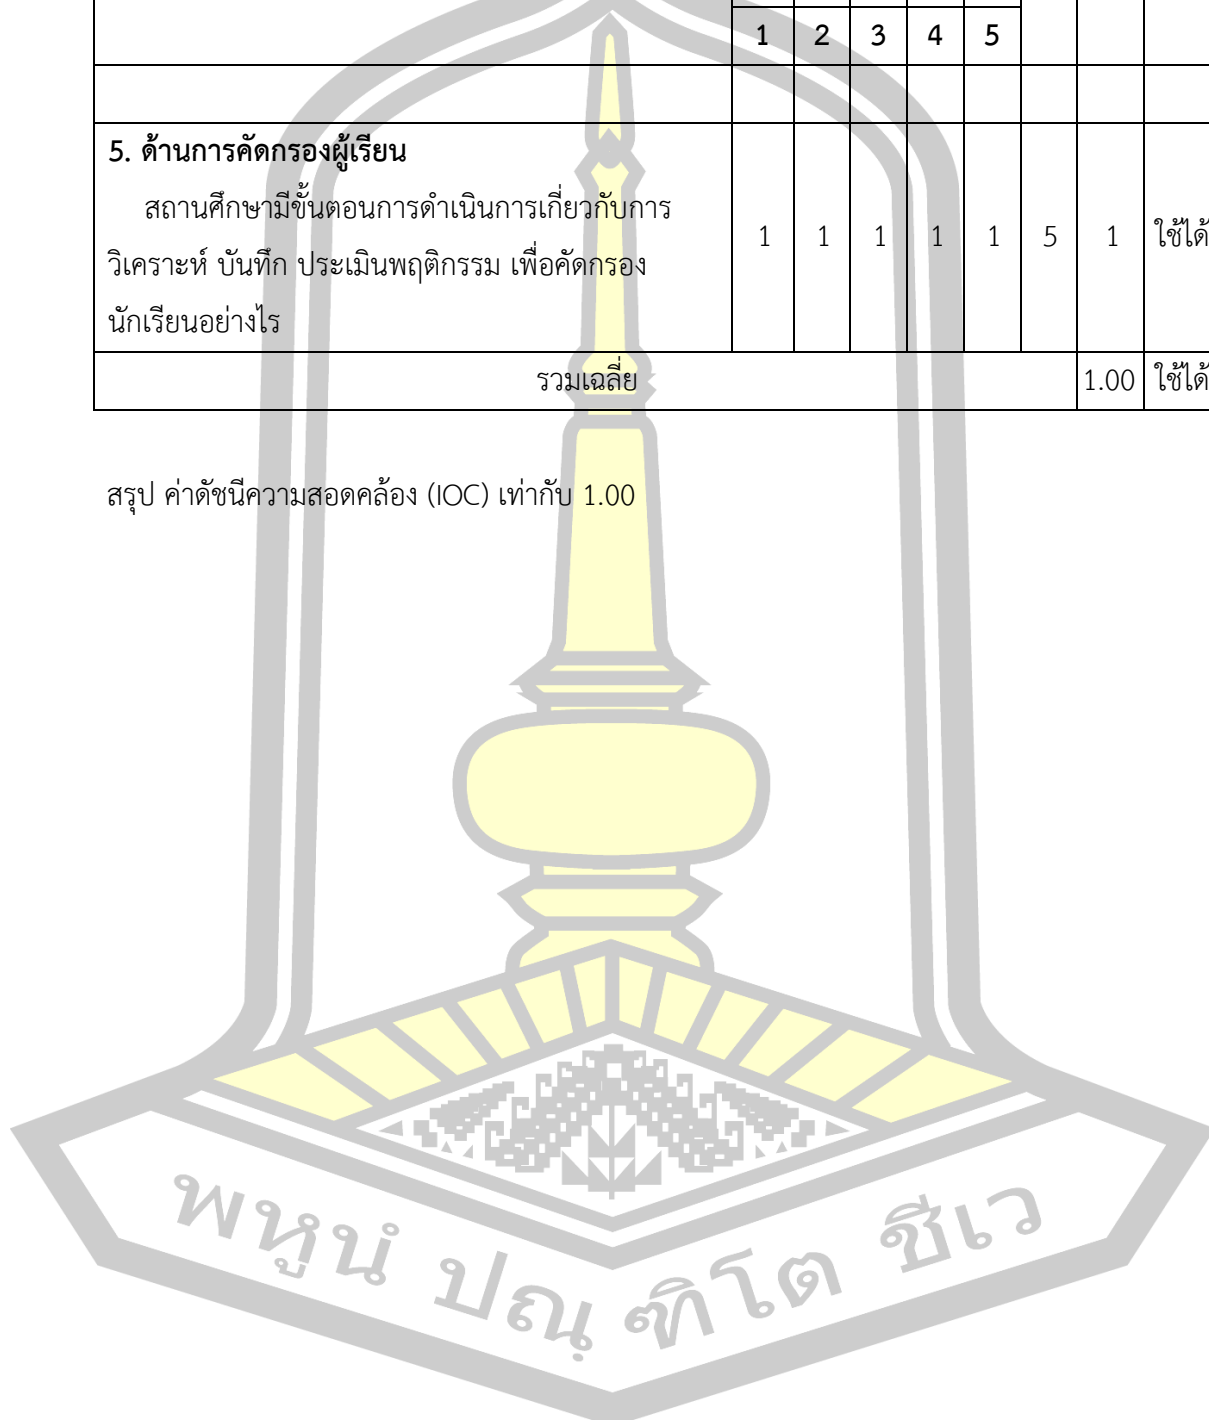 1 2 3 4 5
5. ด้านการคัดกรองผู้เรียน
สถานศึกษามีขั้นตอนการดำเนินการเกี่ยวกับการ
วิเคราะห์ บันทึก ประเมินพฤติกรรม เพื่อคัดกรอง
นักเรียนอย่างไร
1 1 1 1 1 5 1 ใช้ได้
รวมเฉลี่ย 1.00 ใช้ได้
สรุป ค่าดัชนีความสอดคล้อง (IOC) เท่ากับ 1.00
พหูนํ ปณฺฑิโต ชีเว